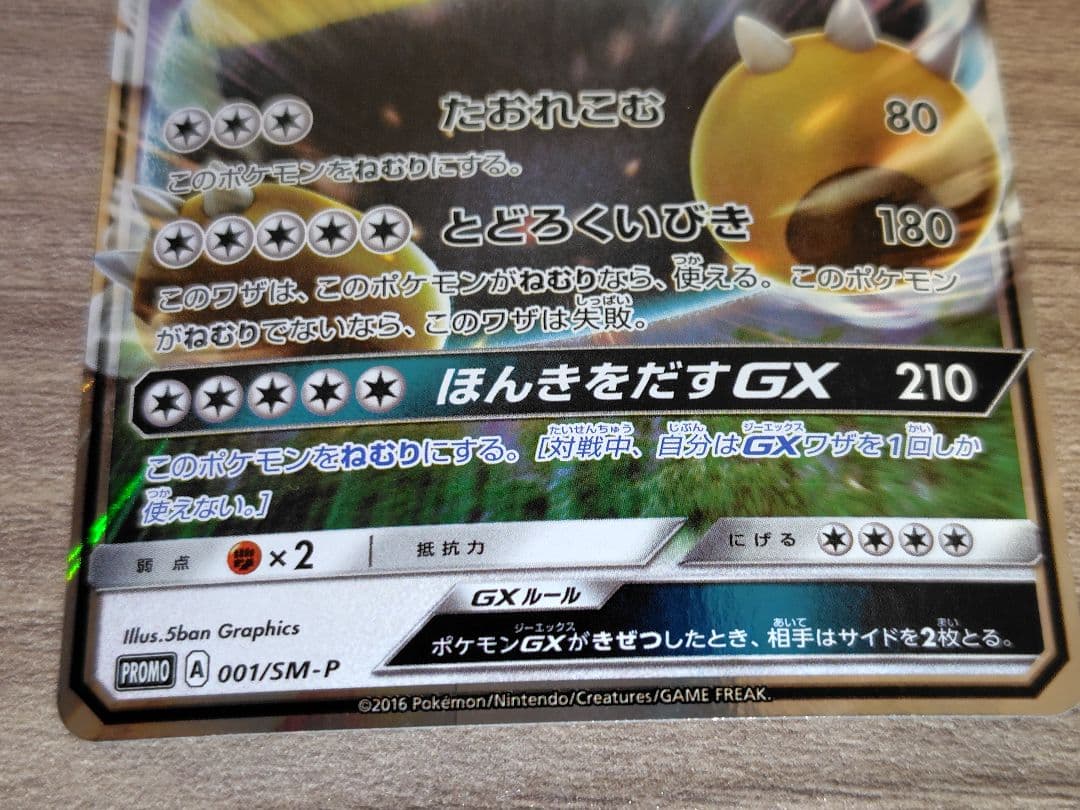 たおれこむ 80
このポケモンをねむりにする。
とどろくいびき 180
このワザは、このポケモンがねむりなら、使える。このポケモン
がねむりでないなら、このワザは失敗。
ほんきをだすGX 210
このポケモンをねむりにする。[対戦中、自分はGXワザを1回しか
使えない。]
弱点 ×2 抵抗力 にげる
GXルール
ポケモンGXがきぜつしたとき、相手はサイドを2枚とる。
Illus.5ban Graphics
PROMO A 001/SM-P
©2016 Pokémon/Nintendo/Creatures/GAME FREAK.